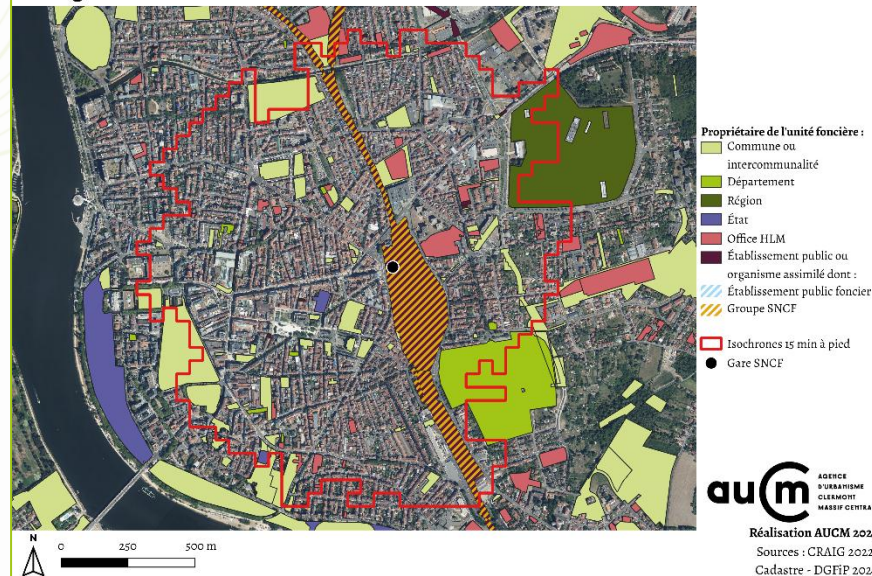 Propriétaire de l'unité foncière :
Commune ou
intercommunalité
Département
Région
État
Office HLM
Établissement public ou
organisme assimilé dont :
Établissement public foncier
Groupe SNCF
Isochrones 15 min à pied
Gare SNCF
auCm
AGENCE
D'URBANISME
CLERMONT
MASSIF CENTRAL
Réalisation AUCM 202
Sources : CRAIG 2022
Cadastre - DGFiP 202
N
0 250 500 m